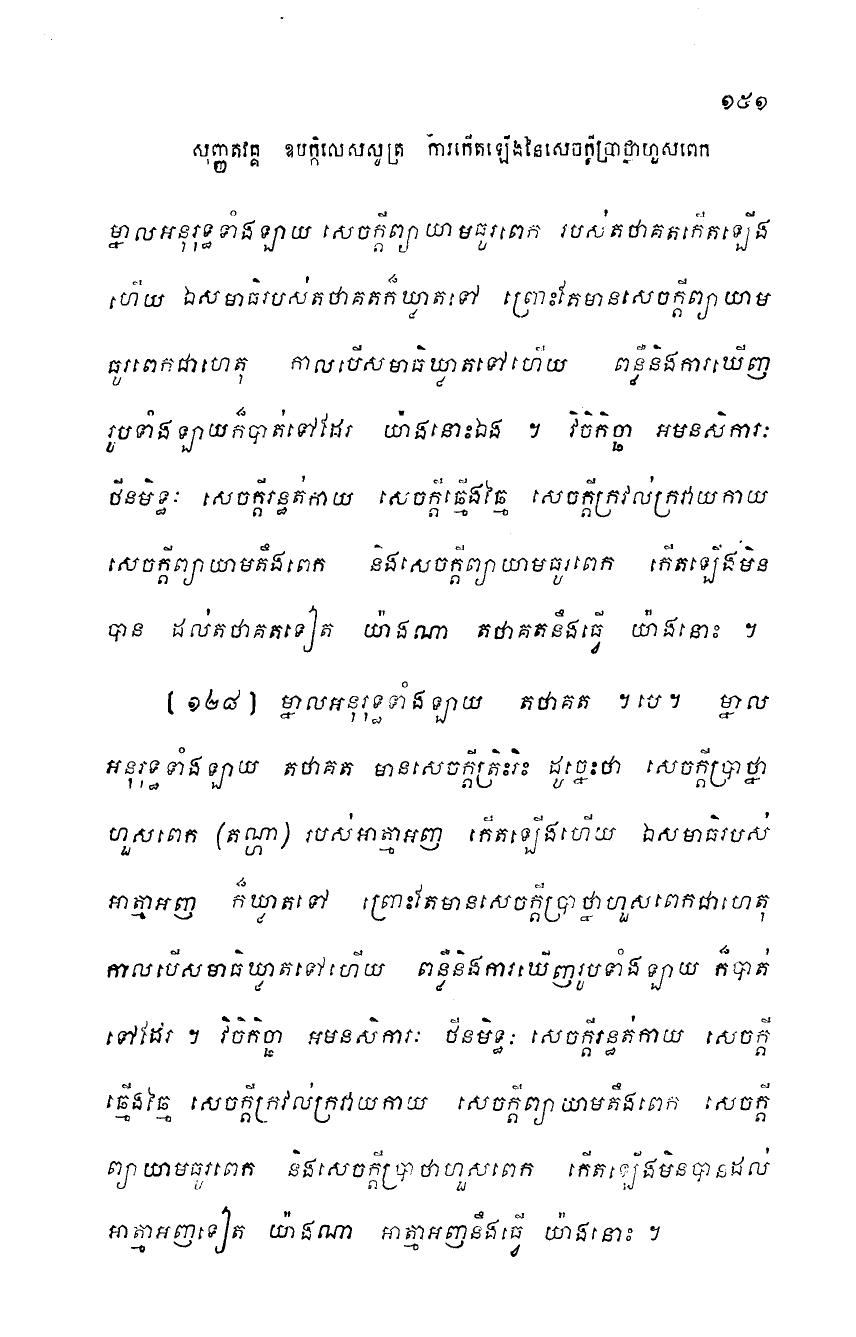 ១៥១
សុញ្ញតវគ្គ ឧបក្កិលេសសូត្រ ការកើតឡើងនៃសេចក្តីប្រាថ្នាហួសពេក
ម្នាលអនុរុទ្ធទាំងឡាយ សេចក្តីព្យាយាមធូរពេក របស់តថាគតកើតឡើង
ហើយ ឯសមាធិរបស់តថាគតក៏ឃ្លាតទៅ ព្រោះតែមានសេចក្តីព្យាយាម
ធូរពេកជាហេតុ កាលបើសមាធិឃ្លាតទៅហើយ ពន្លឺនិងការឃើញ
រូបទាំងឡាយក៏បាត់ទៅដែរ យ៉ាងនោះឯង ។ វិចិកិច្ឆា អមនសិការៈ
ថីនមិទ្ធៈ សេចក្តីរន្ធត់កាយ សេចក្តីធ្មើងធ្មៃ សេចក្តីក្រវល់ក្រវាយកាយ
សេចក្តីព្យាយាមតឹងពេក និងសេចក្តីព្យាយាមធូរពេក កើតឡើងមិន
បាន ដល់តថាគតទៀត យ៉ាងណា តថាគតនឹងធ្វើ យ៉ាងនោះ ។
[ ១២៨ ] ម្នាលអនុរុទ្ធទាំងឡាយ តថាគត ។ បេ ។ ម្នាល
អនុរុទ្ធទាំងឡាយ តថាគត មានសេចក្តីត្រិះរិះ ដូច្នេះថា សេចក្តីប្រាថ្នា
ហួសពេក (តណ្ហា) របស់អាត្មាអញ កើតឡើងហើយ ឯសមាធិរបស់
អាត្មាអញ ក៏ឃ្លាតទៅ ព្រោះតែមានសេចក្តីប្រាថ្នាហួសពេកជាហេតុ
កាលបើសមាធិឃ្លាតទៅហើយ ពន្លឺនិងការឃើញរូបទាំងឡាយ ក៏បាត់
ទៅដែរ ។ វិចិកិច្ឆា អមនសិការៈ ថីនមិទ្ធៈ សេចក្តីរន្ធត់កាយ សេចក្តី
ធ្មើងធ្មៃ សេចក្តីក្រវល់ក្រវាយកាយ សេចក្តីព្យាយាមតឹងពេក សេចក្តី
ព្យាយាមធូរពេក និងសេចក្តីប្រាថ្នាហួសពេក កើតឡើងមិនបានដល់
អាត្មាអញទៀត យ៉ាងណា អាត្មាអញនឹងធ្វើ យ៉ាងនោះ ។